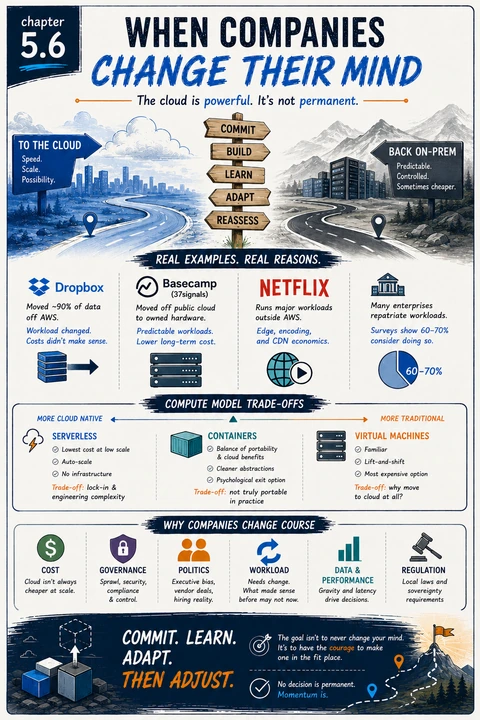 chapter
5.6
WHEN COMPANIES
CHANGE THEIR MIND
The cloud is powerful. It's not permanent.
TO THE CLOUD
Speed.
Scale.
Possibility.
COMMIT
BUILD
LEARN
ADAPT
REASSESS
BACK ON-PREM
Predictable.
Controlled.
Sometimes cheaper.
REAL EXAMPLES. REAL REASONS.
Dropbox
Moved ~90% of data
off AWS.
Workload changed.
Costs didn't make sense.
Basecamp
(37signals)
Moved off public cloud
to owned hardware.
Predictable workloads.
Lower long-term cost.
NETFLIX
Runs major workloads
outside AWS.
Edge, encoding,
and CDN economics.
Many enterprises
repatriate workloads.
Surveys show 60–70%
consider doing so.
60–70%
COMPUTE MODEL TRADE-OFFS
MORE CLOUD NATIVE
MORE TRADITIONAL
SERVERLESS
Lowest cost at low scale
Auto-scale
No infrastructure
Trade-off: lock-in &
engineering complexity
CONTAINERS
Balance of portability
& cloud benefits
Cleaner abstractions
Psychological exit option
Trade-off: not truly portable
in practice
VIRTUAL MACHINES
Familiar
Lift-and-shift
Most expensive option
Trade-off: why move
to cloud at all?
WHY COMPANIES CHANGE COURSE
COST
Cloud isn't always
cheaper at scale.
GOVERNANCE
Sprawl, security,
compliance
& control.
POLITICS
Executive bias,
vendor deals,
hiring reality.
WORKLOAD
Needs change.
What made sense
before may not now.
DATA &
PERFORMANCE
Gravity and latency
drive decisions.
REGULATION
Local laws and
sovereignty
requirements
COMMIT. LEARN.
ADAPT.
THEN ADJUST.
The goal isn't to never change your mind.
It's to have the courage to make
one in the fit place.
No decision is permanent.
Momentum is.